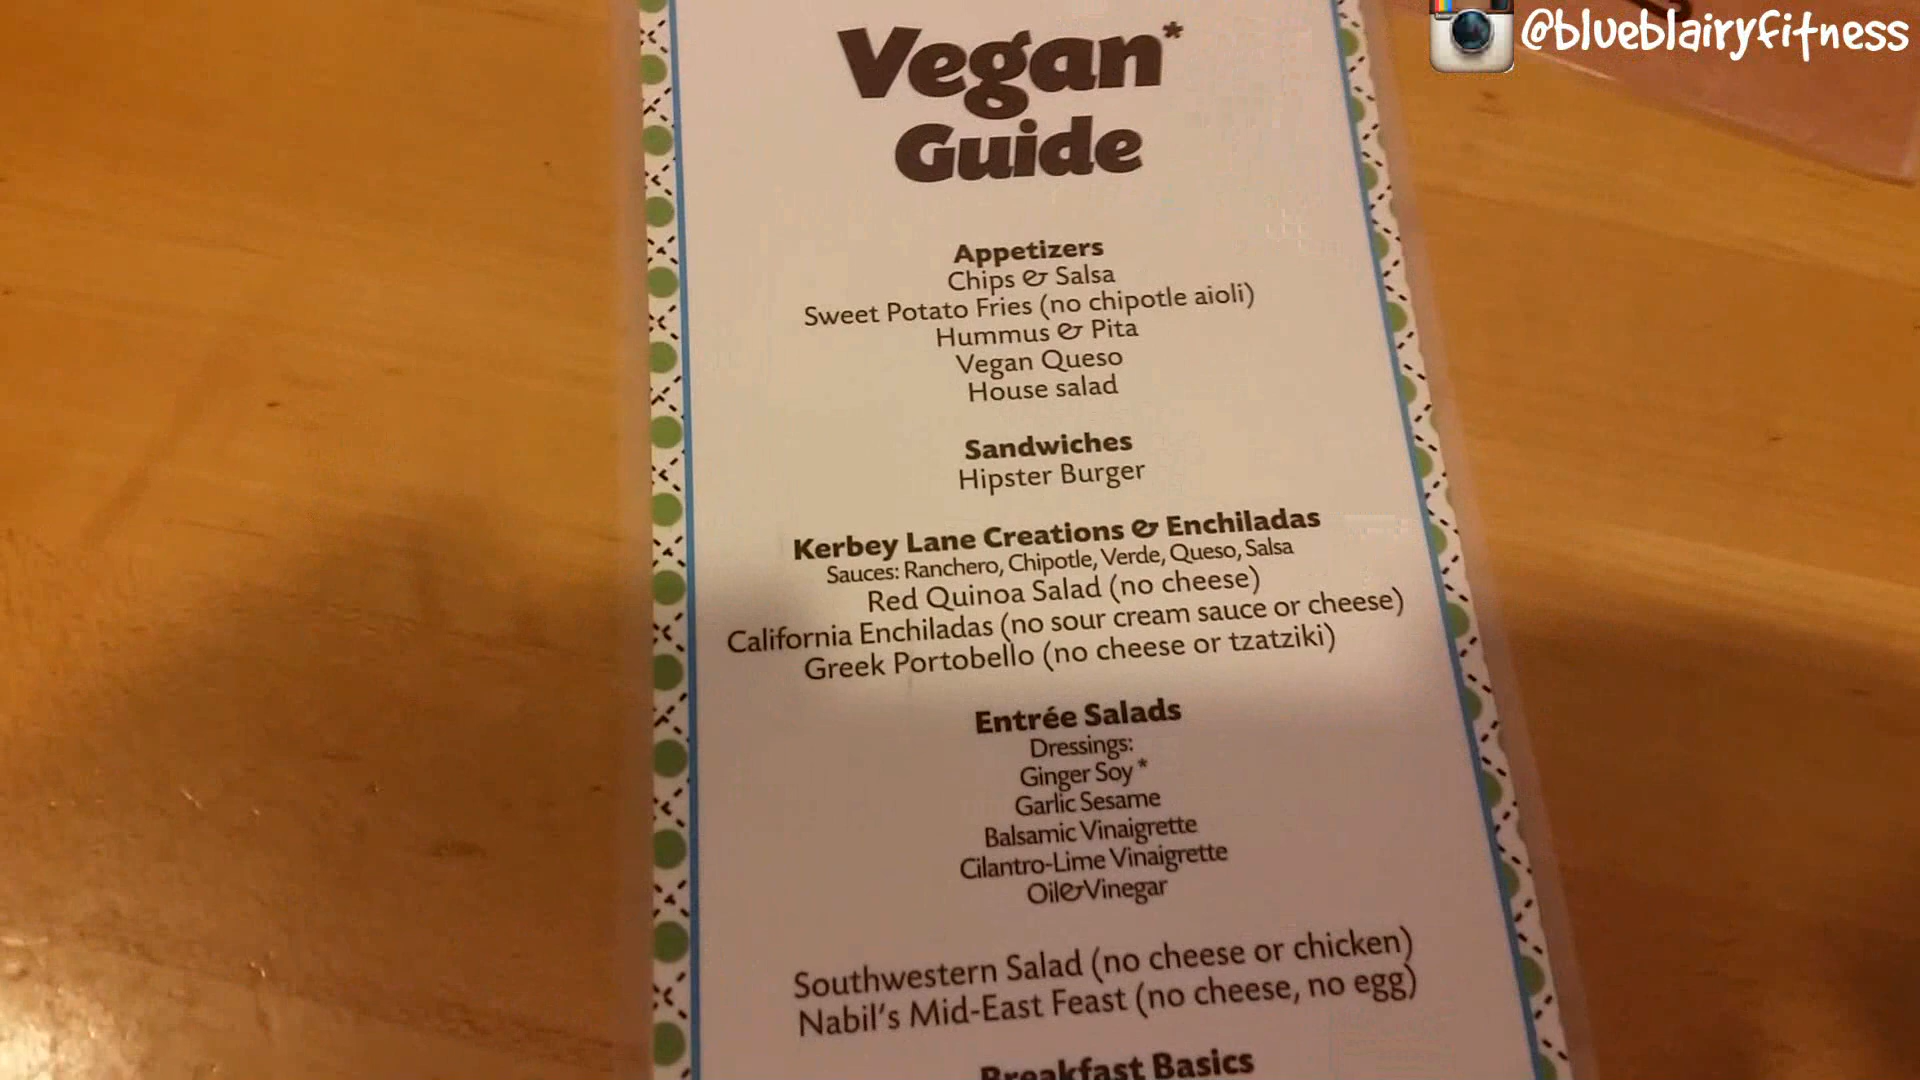 @blueblairyfitness
Vegan*
Guide
Appetizers
Chips & Salsa
Sweet Potato Fries (no chipotle aioli)
Hummus & Pita
Vegan Queso
House salad
Sandwiches
Hipster Burger
Kerbey Lane Creations & Enchiladas
Sauces: Ranchero, Chipotle, Verde, Queso, Salsa
Red Quinoa Salad (no cheese)
California Enchiladas (no sour cream sauce or cheese)
Greek Portobello (no cheese or tzatziki)
Entrée Salads
Dressings:
Ginger Soy *
Garlic Sesame
Balsamic Vinaigrette
Cilantro-Lime Vinaigrette
Oil&Vinegar
Southwestern Salad (no cheese or chicken)
Nabil's Mid-East Feast (no cheese, no egg)
Breakfast Basics